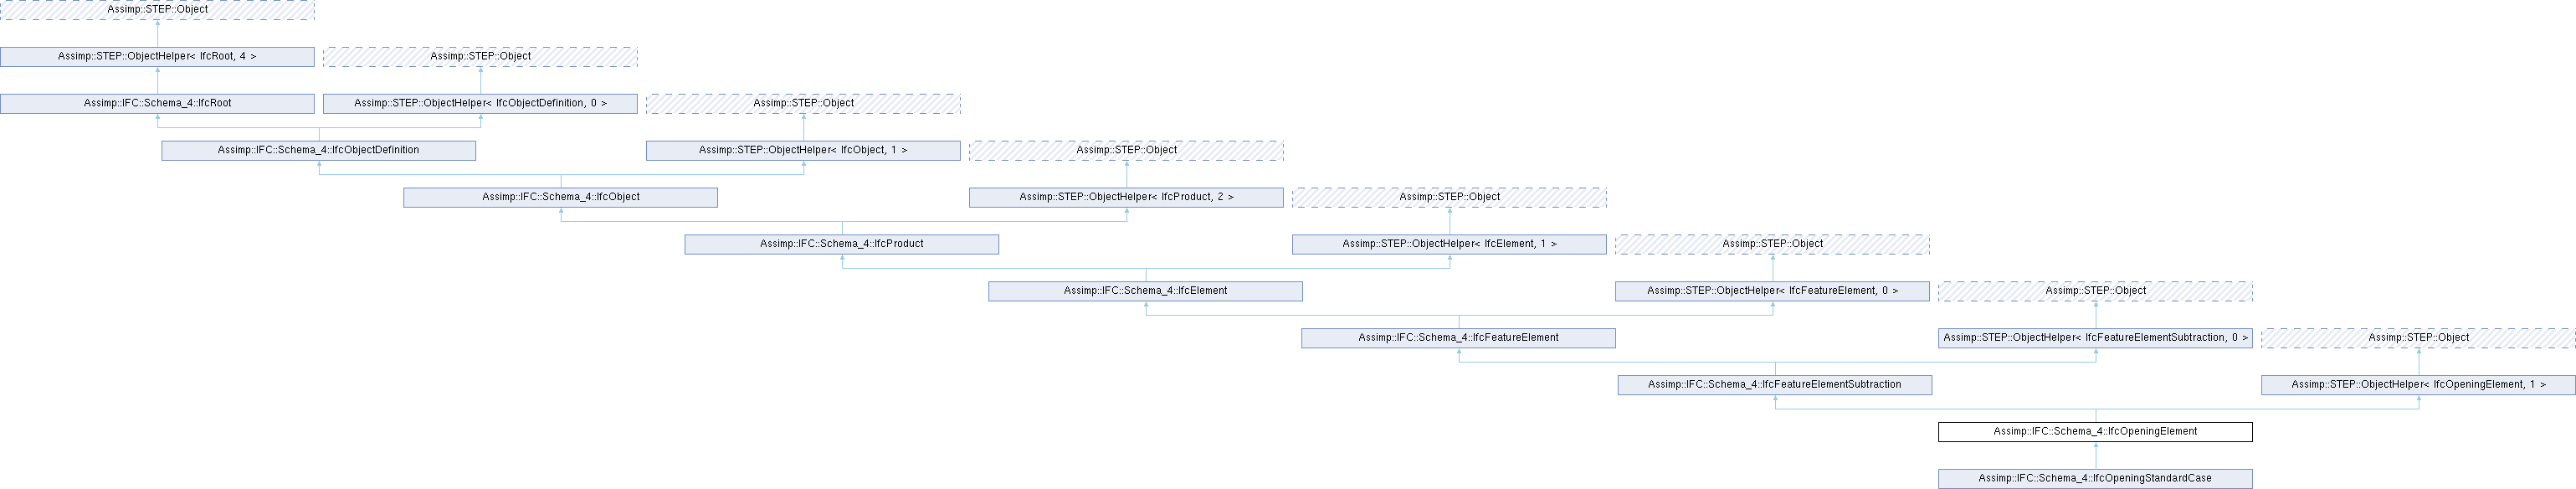 Assimp::STEP::Object
Assimp::STEP::ObjectHelper< IfcRoot, 4 >
Assimp::STEP::Object
Assimp::IFC::Schema_4::IfcRoot
Assimp::STEP::ObjectHelper< IfcObjectDefinition, 0 >
Assimp::STEP::Object
Assimp::IFC::Schema_4::IfcObjectDefinition
Assimp::STEP::ObjectHelper< IfcObject, 1 >
Assimp::STEP::Object
Assimp::IFC::Schema_4::IfcObject
Assimp::STEP::ObjectHelper< IfcProduct, 2 >
Assimp::STEP::Object
Assimp::IFC::Schema_4::IfcProduct
Assimp::STEP::ObjectHelper< IfcElement, 1 >
Assimp::STEP::Object
Assimp::IFC::Schema_4::IfcElement
Assimp::STEP::ObjectHelper< IfcFeatureElement, 0 >
Assimp::STEP::Object
Assimp::IFC::Schema_4::IfcFeatureElement
Assimp::STEP::ObjectHelper< IfcFeatureElementSubtraction, 0 >
Assimp::STEP::Object
Assimp::IFC::Schema_4::IfcFeatureElementSubtraction
Assimp::STEP::ObjectHelper< IfcOpeningElement, 1 >
Assimp::IFC::Schema_4::IfcOpeningElement
Assimp::IFC::Schema_4::IfcOpeningStandardCase